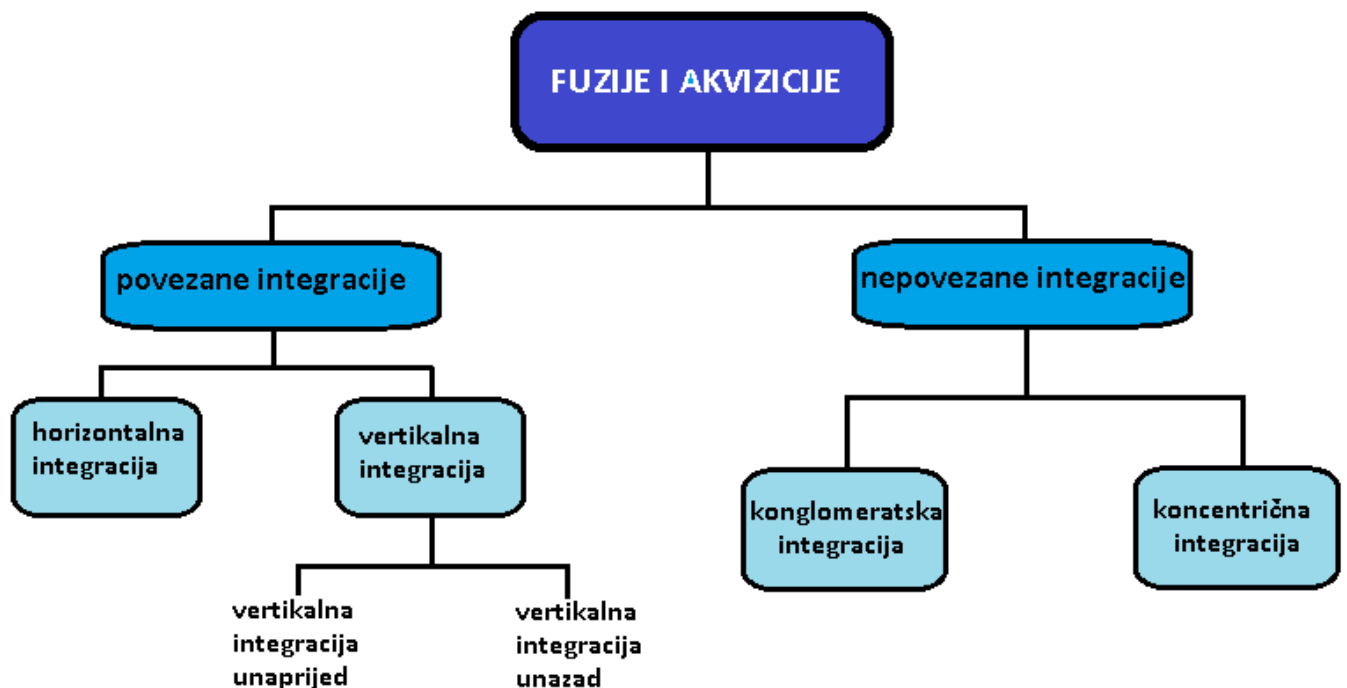 FUZIJE I AKVIZICIJE
povezane integracije
nepovezane integracije
horizontalna
integracija
vertikalna
integracija
konglomeratska
integracija
koncentrična
integracija
vertikalna
integracija
unaprijed
vertikalna
integracija
unazad